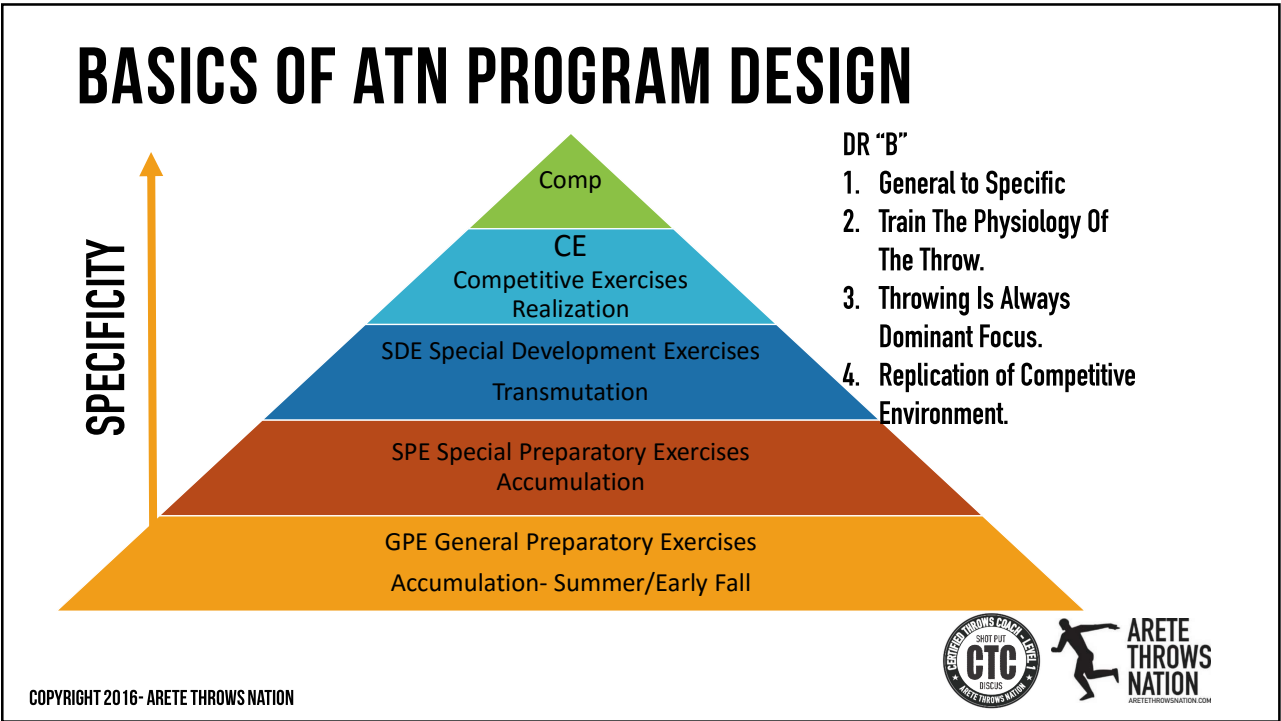 BASICS OF ATN PROGRAM DESIGN
SPECIFICITY
Comp
CE
Competitive Exercises
Realization
SDE Special Development Exercises
Transmutation
SPE Special Preparatory Exercises
Accumulation
GPE General Preparatory Exercises
Accumulation- Summer/Early Fall
DR “B”
1. General to Specific
2. Train The Physiology Of
The Throw.
3. Throwing Is Always
Dominant Focus.
4. Replication of Competitive
Environment.
CERTIFIED THROWS COACH - LEVEL 1
SHOT PUT
CTC
DISCUS
ARETE THROWS NATION
ARETE
THROWS
NATION
ARETETHROWSNATION.COM
COPYRIGHT 2016- ARETE THROWS NATION